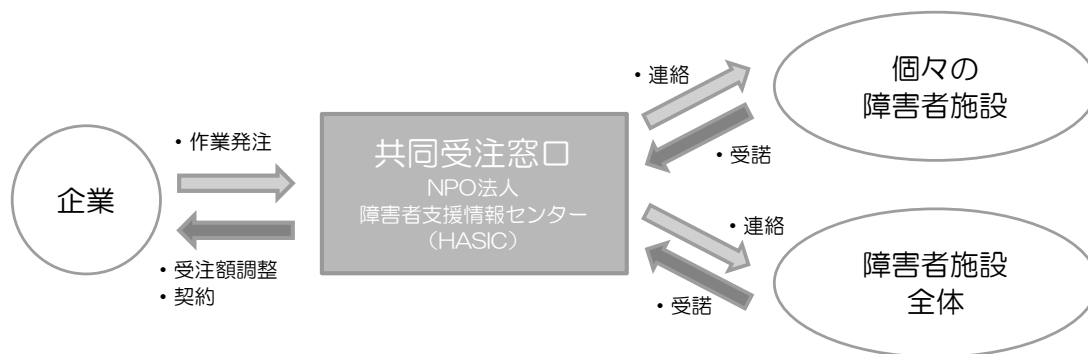 企業
・作業発注
・受注額調整
・契約
共同受注窓口
NPO法人
障害者支援情報センター
（HASIC）
・連絡
・受諾
個々の
障害者施設
・連絡
・受諾
障害者施設
全体